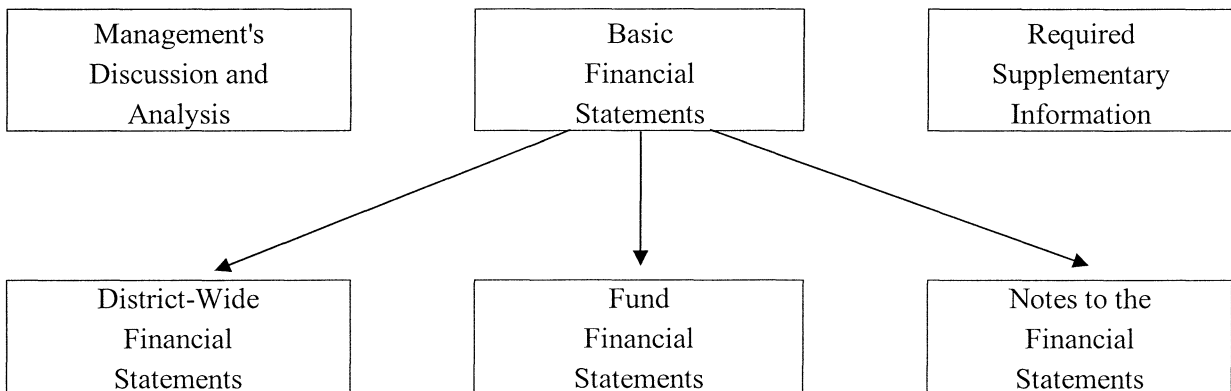 Management's
Discussion and
Analysis
Basic
Financial
Statements
Required
Supplementary
Information
District-Wide
Financial
Statements
Fund
Financial
Statements
Notes to the
Financial
Statements